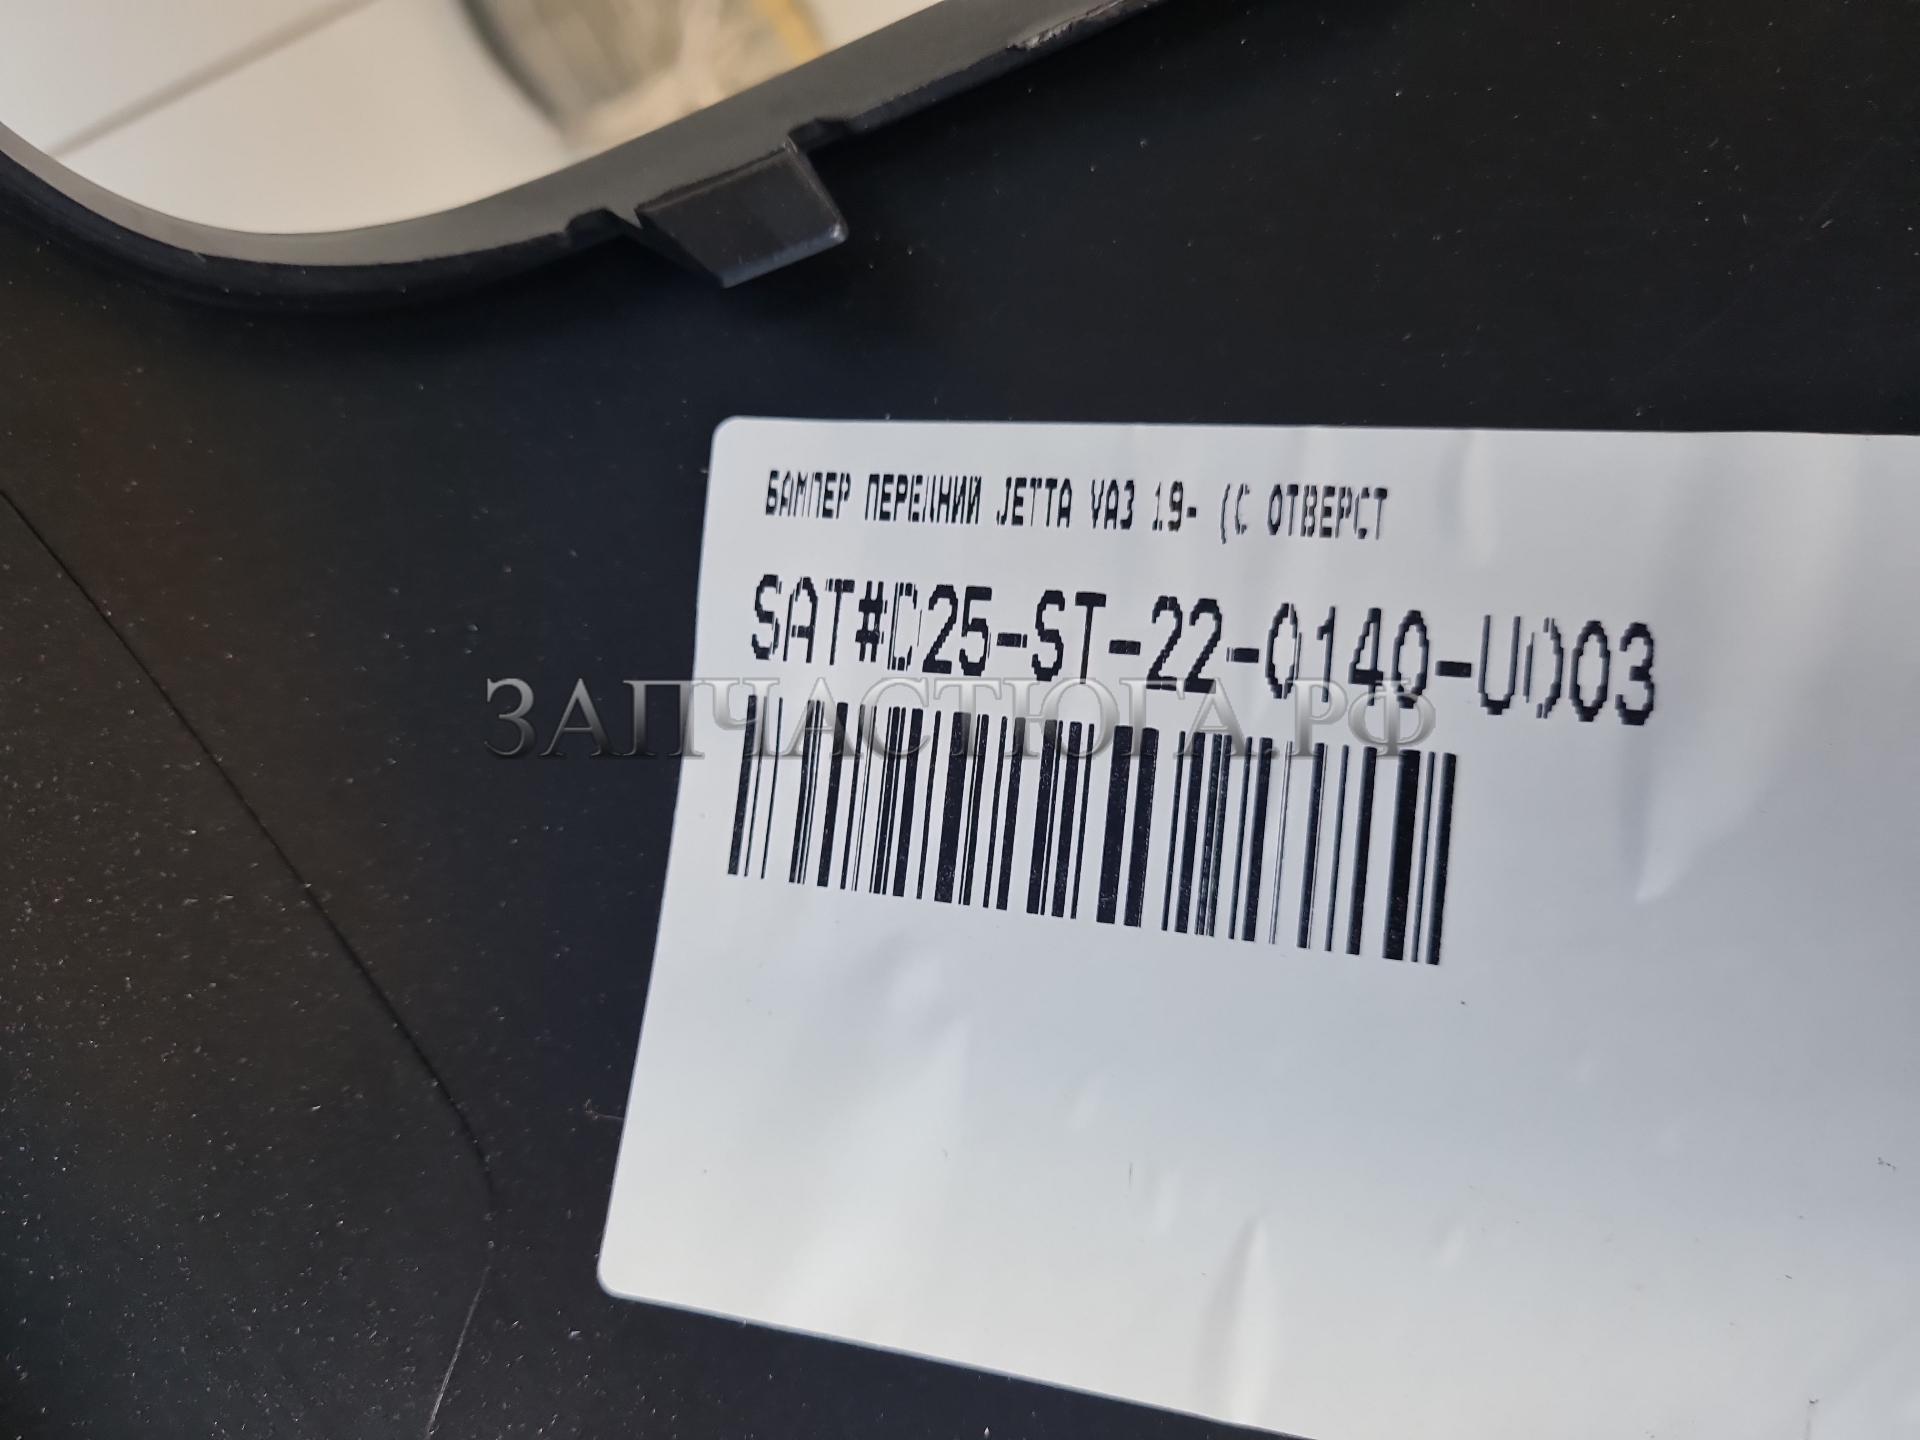 БАМПЕР ПЕРЕДНИЙ JETTA VA3 19- (С ОТВЕРСТ
SAT#D25-ST-22-0140-U003
ЗАПЧАСТЮГА.РФ